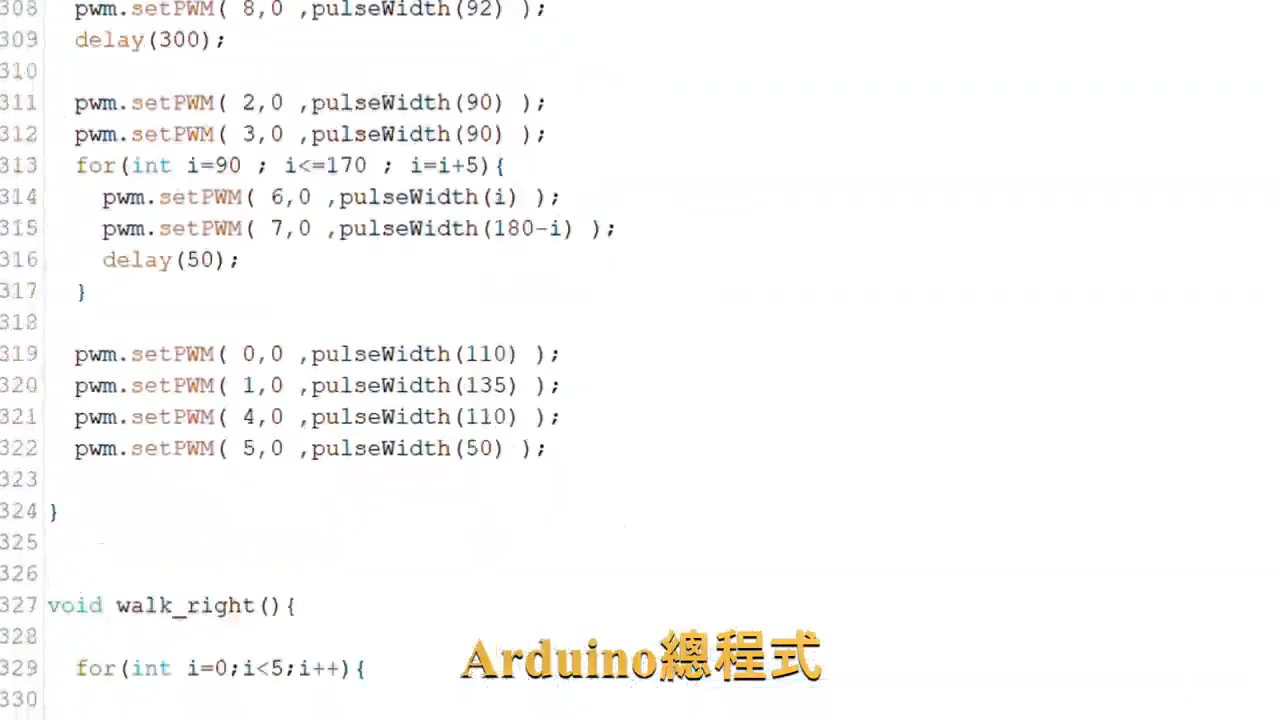 308 pwm.setPWM( 8,0 ,pulseWidth(92) );
309 delay(300);
310
311 pwm.setPWM( 2,0 ,pulseWidth(90) );
312 pwm.setPWM( 3,0 ,pulseWidth(90) );
313 for(int i=90 ; i<=170 ; i=i+5){
314 pwm.setPWM( 6,0 ,pulseWidth(i) );
315 pwm.setPWM( 7,0 ,pulseWidth(180-i) );
316 delay(50);
317 }
318
319 pwm.setPWM( 0,0 ,pulseWidth(110) );
320 pwm.setPWM( 1,0 ,pulseWidth(135) );
321 pwm.setPWM( 4,0 ,pulseWidth(110) );
322 pwm.setPWM( 5,0 ,pulseWidth(50) );
323
324 }
325
326
327 void walk_right(){
328
329 for(int i=0;i<5;i++){
330
Arduino總程式